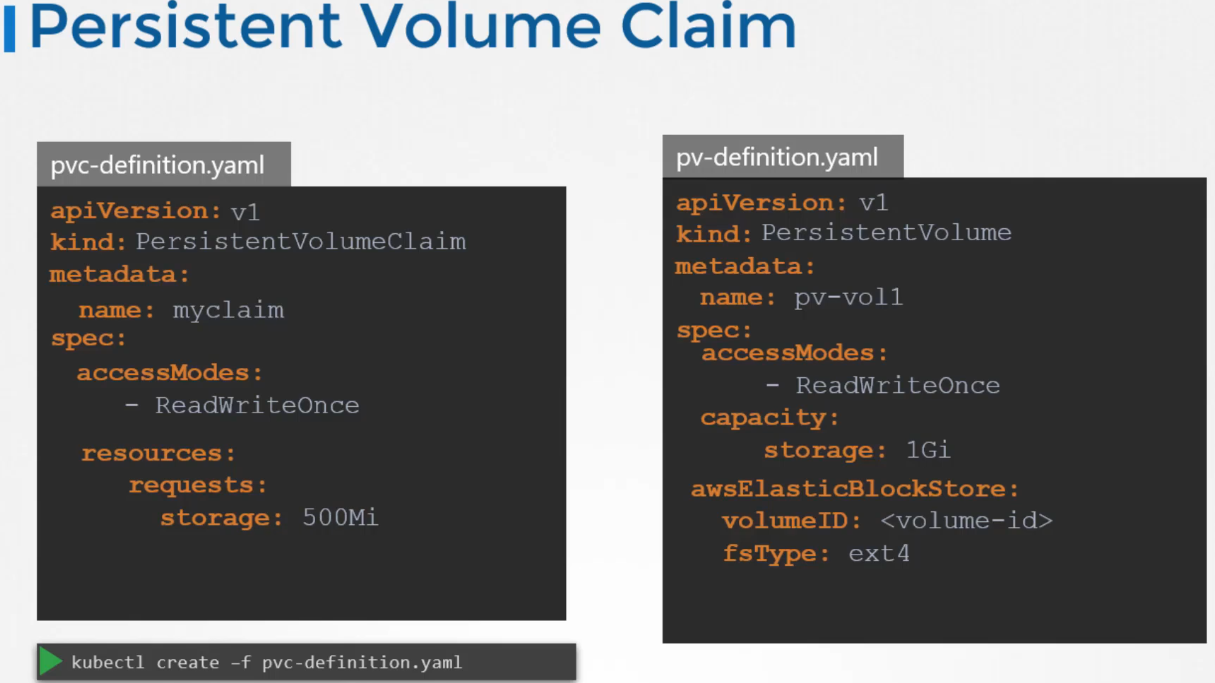 Persistent Volume Claim
pvc-definition.yaml
apiVersion: v1
kind: PersistentVolumeClaim
metadata:
name: myclaim
spec:
accessModes:
- ReadWriteOnce
resources:
requests:
storage: 500Mi
kubectl create –f pvc-definition.yaml
pv-definition.yaml
apiVersion: v1
kind: PersistentVolume
metadata:
name: pv-vol1
spec:
accessModes:
- ReadWriteOnce
capacity:
storage: 1Gi
awsElasticBlockStore:
volumeID: <volume-id>
fsType: ext4